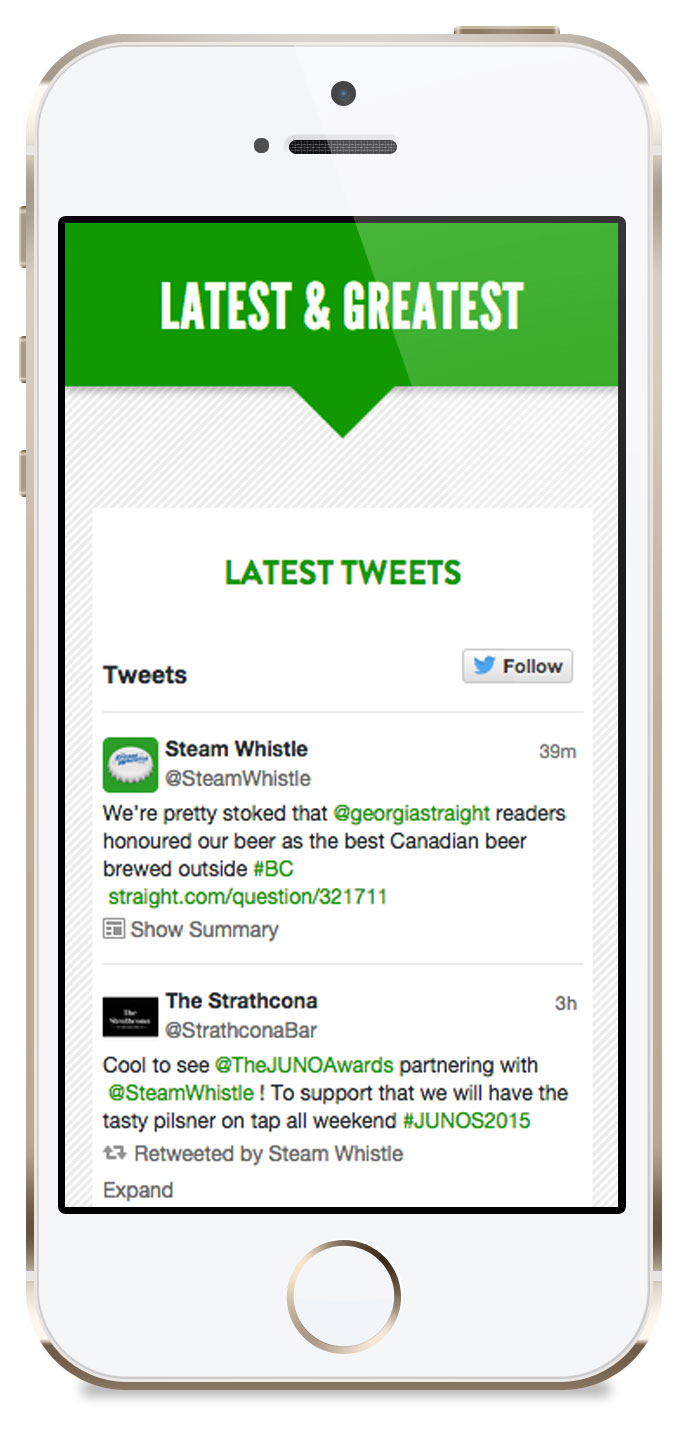 LATEST & GREATEST
LATEST TWEETS
Tweets
Follow
Steam Whistle
39m
@SteamWhistle
We're pretty stoked that @georgiastraight readers
honoured our beer as the best Canadian beer
brewed outside #BC
straight.com/question/321711
Show Summary
The Strathcona
3h
@StrathconaBar
The
Strathcona
Cool to see @TheJUNOAwards partnering with
@SteamWhistle ! To support that we will have the
tasty pilsner on tap all weekend #JUNOS2015
Retweeted by Steam Whistle
Expand